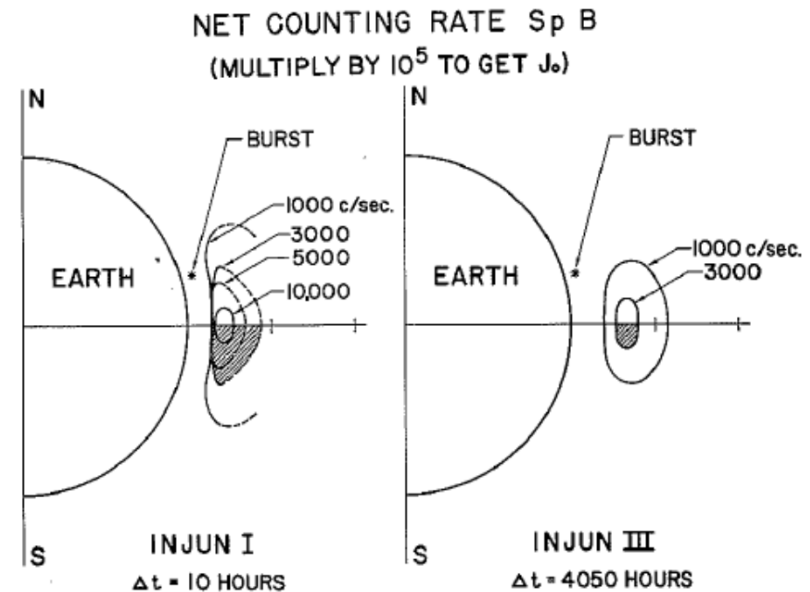 NET COUNTING RATE Sp B
(MULTIPLY BY 10⁵ TO GET J₀)
N
BURST
1000 c/sec.
3000
5000
10,000
EARTH
S
INJUN I
Δt = 10 HOURS
N
BURST
1000 c/sec.
3000
EARTH
S
INJUN III
Δt = 4050 HOURS